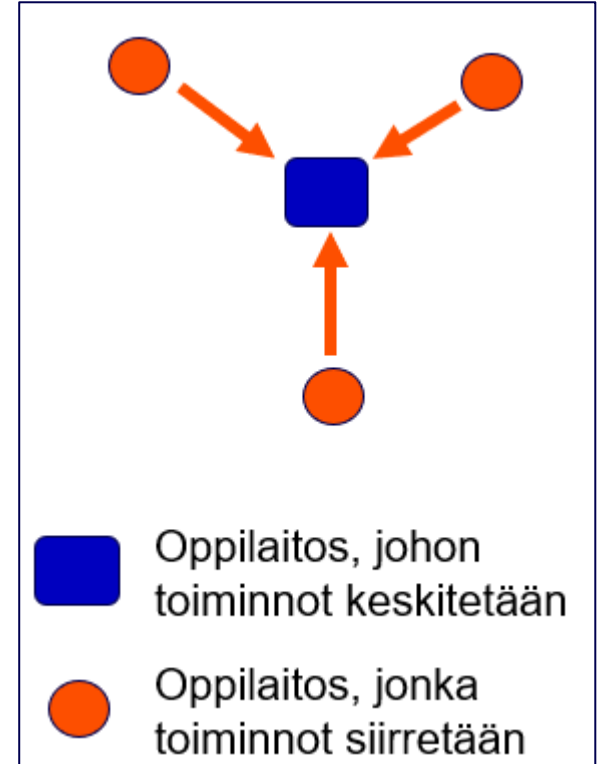 Oppilaitos, johon
toiminnot keskitetään
Oppilaitos, jonka
toiminnot siirretään